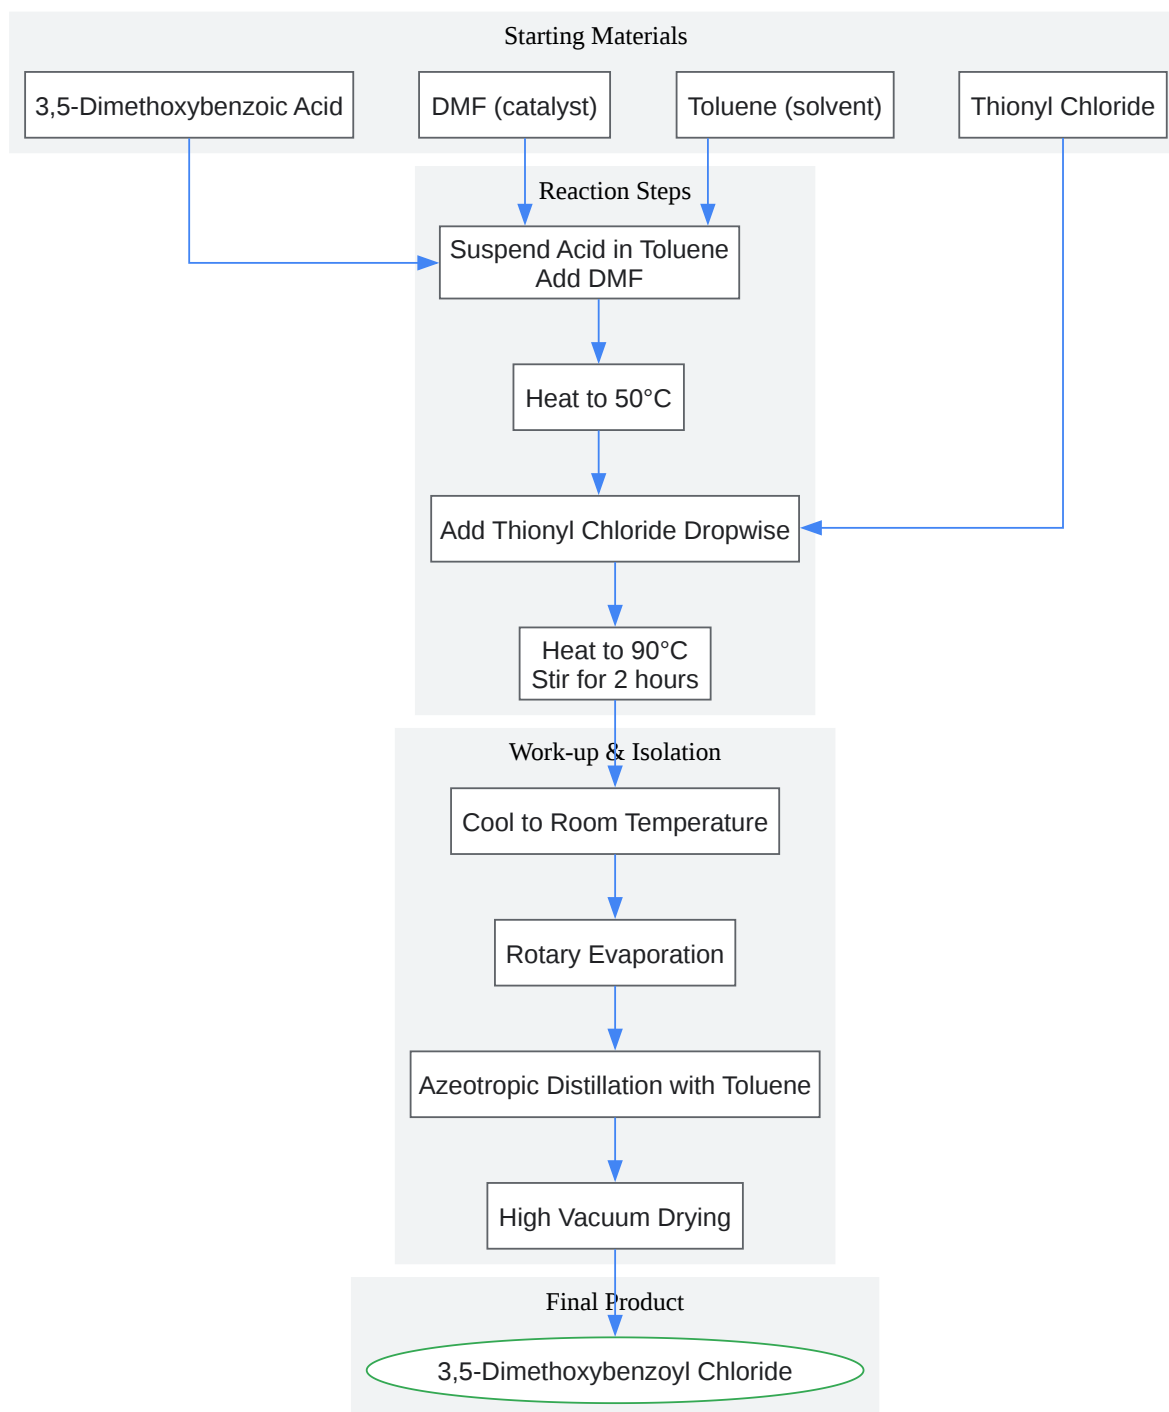 Starting Materials
3,5-Dimethoxybenzoic Acid
DMF (catalyst)
Toluene (solvent)
Thionyl Chloride
Reaction Steps
Suspend Acid in Toluene
Add DMF
Heat to 50°C
Add Thionyl Chloride Dropwise
Heat to 90°C
Stir for 2 hours
Work-up & Isolation
Cool to Room Temperature
Rotary Evaporation
Azeotropic Distillation with Toluene
High Vacuum Drying
Final Product
3,5-Dimethoxybenzoyl Chloride